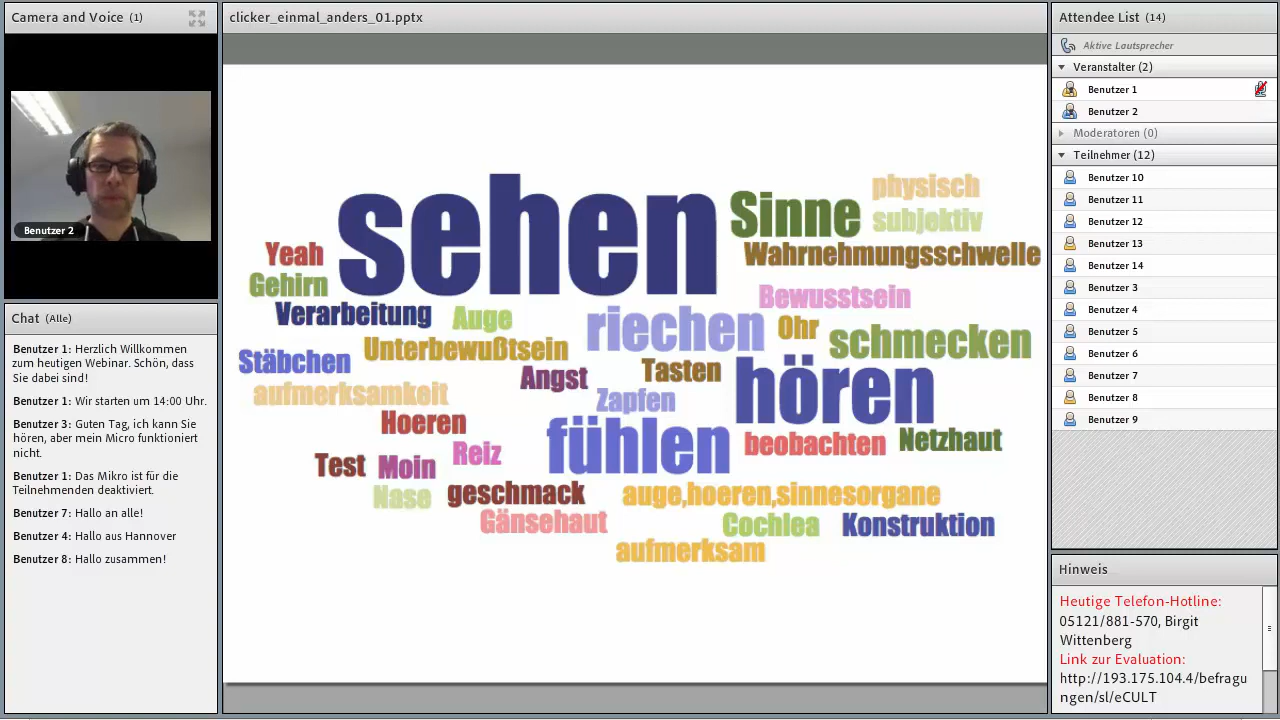 Camera and Voice (1)
Benutzer 2
Chat (Alle)
Benutzer 1: Herzlich Willkommen
zum heutigen Webinar. Schön, dass
Sie dabei sind!
Benutzer 1: Wir starten um 14:00 Uhr.
Benutzer 3: Guten Tag, ich kann Sie
hören, aber mein Micro funktioniert
nicht.
Benutzer 1: Das Mikro ist für die
Teilnehmenden deaktiviert.
Benutzer 7: Hallo an alle!
Benutzer 4: Hallo aus Hannover
Benutzer 8: Hallo zusammen!
clicker_einmal_anders_01.pptx
sehen
Sinne
physisch
subjektiv
Yeah
Wahrnehmungsschwelle
Gehirn
Bewusstsein
Verarbeitung
Auge
riechen
Ohr
schmecken
Unterbewußtsein
Stäbchen
Tasten
Angst
hören
aufmerksamkeit
Zapfen
Hoeren
fühlen
beobachten
Netzhaut
Reiz
Test
Moin
Nase
geschmack
auge,hoeren,sinnesorgane
Gänsehaut
Cochlea
Konstruktion
aufmerksam
Attendee List (14)
Aktive Lautsprecher
Veranstalter (2)
Benutzer 1
Benutzer 2
Moderatoren (0)
Teilnehmer (12)
Benutzer 10
Benutzer 11
Benutzer 12
Benutzer 13
Benutzer 14
Benutzer 3
Benutzer 4
Benutzer 5
Benutzer 6
Benutzer 7
Benutzer 8
Benutzer 9
Hinweis
Heutige Telefon-Hotline:
05121/881-570, Birgit
Wittenberg
Link zur Evaluation:
http://193.175.104.4/befragu
ngen/sl/eCULT